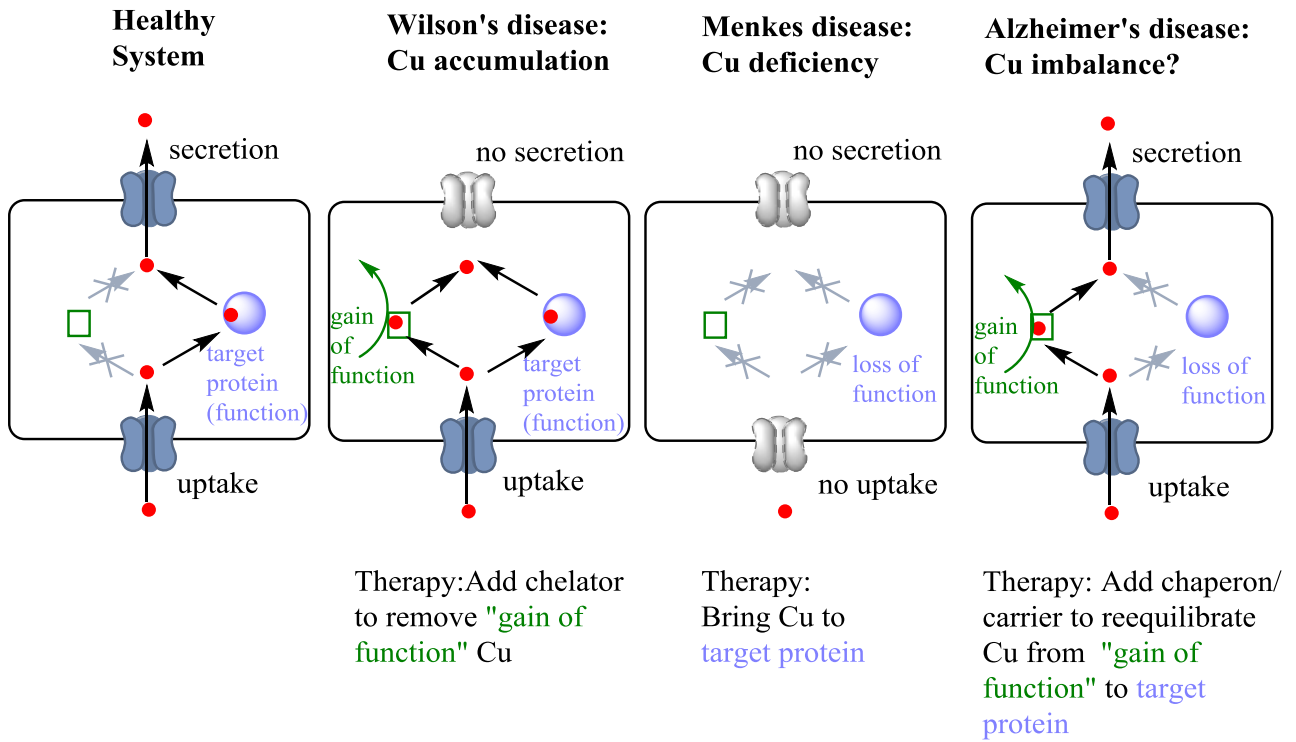 Healthy
System
secretion
target
protein
(function)
uptake
Wilson's disease:
Cu accumulation
no secretion
gain
of
function
target
protein
(function)
uptake
Therapy:Add chelator
to remove "gain of
function" Cu
Menkes disease:
Cu deficiency
no secretion
loss of
function
no uptake
Therapy:
Bring Cu to
target protein
Alzheimer's disease:
Cu imbalance?
secretion
gain
of
function
loss of
function
uptake
Therapy: Add chaperon/
carrier to reequilibrate
Cu from "gain of
function" to target
protein